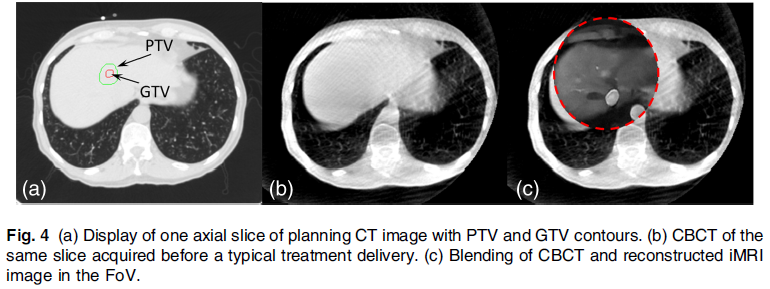 PTV
GTV
(a)
(b)
(c)
Fig. 4 (a) Display of one axial slice of planning CT image with PTV and GTV contours. (b) CBCT of the
same slice acquired before a typical treatment delivery. (c) Blending of CBCT and reconstructed iMRI
image in the FoV.